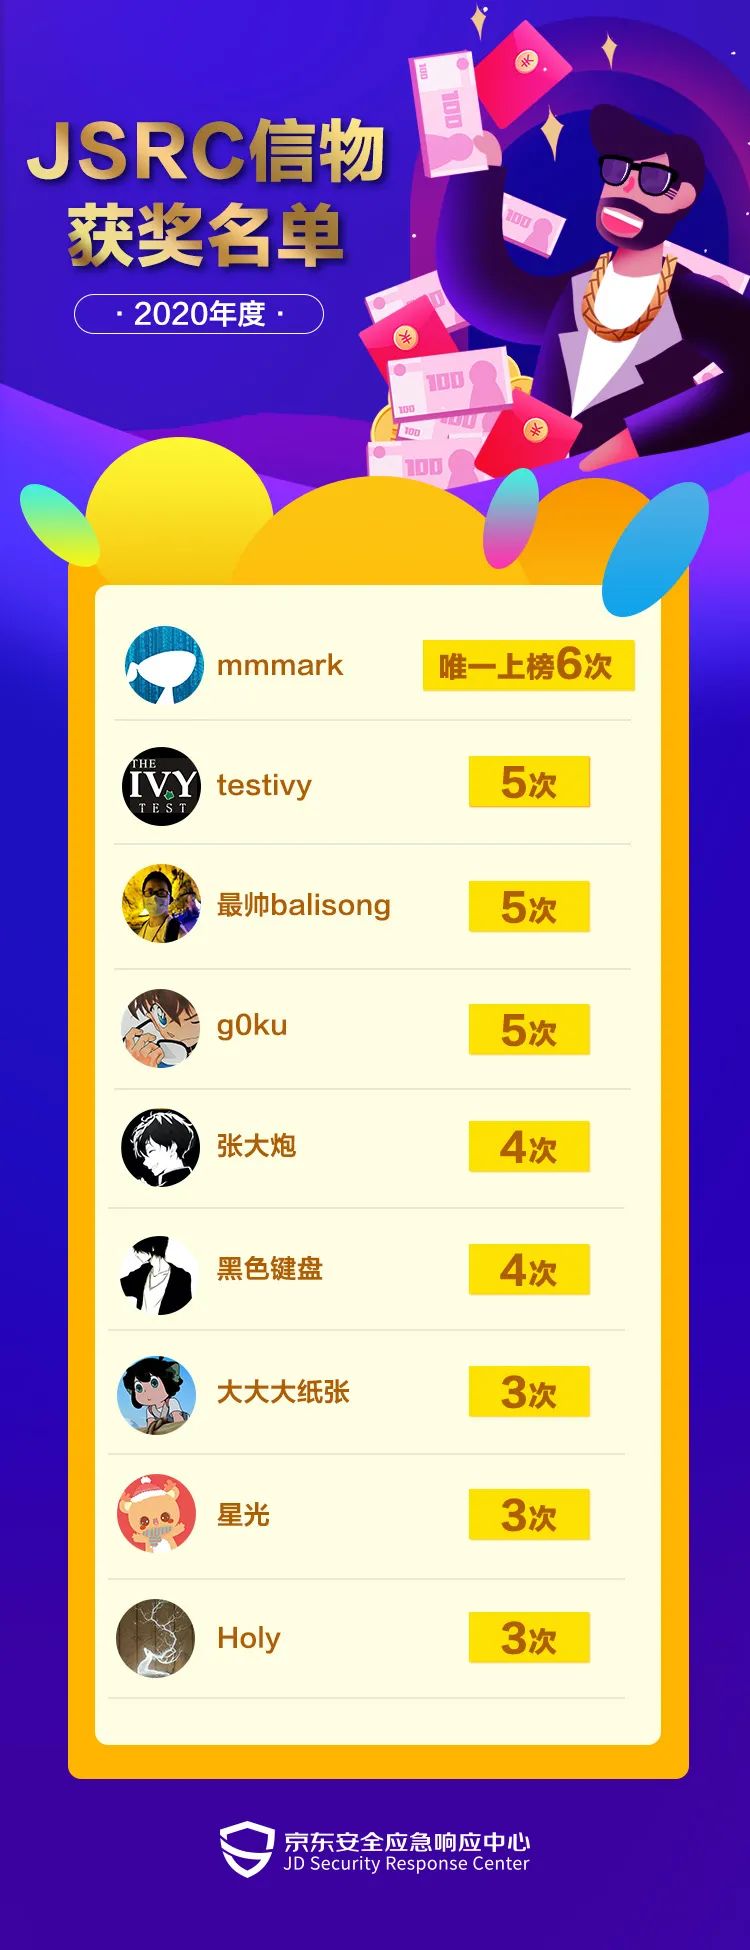 JSRC信物
获奖名单
·2020年度·
100
100
100
100
100
100
100
100
mmmark 唯一上榜6次
THE
IVY
TEST
testivy 5次
最帅balisong 5次
g0ku 5次
张大炮 4次
黑色键盘 4次
大大大纸张 3次
星光 3次
Holy 3次
京东安全应急响应中心
JD Security Response Center